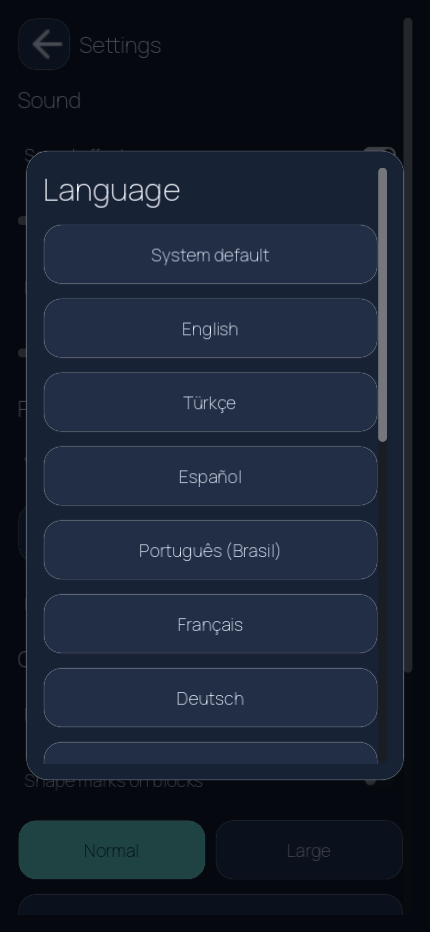 Settings
Sound
Language
System default
English
Türkçe
Español
Português (Brasil)
Français
Deutsch
Shape marks on blocks
Normal
Large